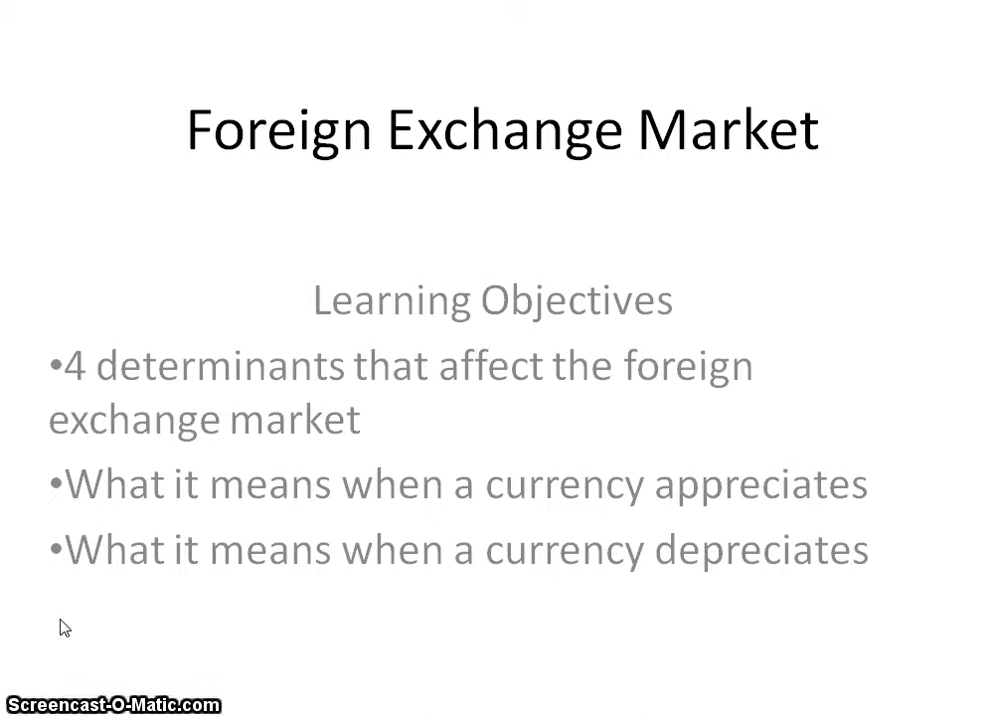 Foreign Exchange Market
Learning Objectives
•4 determinants that affect the foreign
exchange market
•What it means when a currency appreciates
•What it means when a currency depreciates
Screencast-O-Matic.com